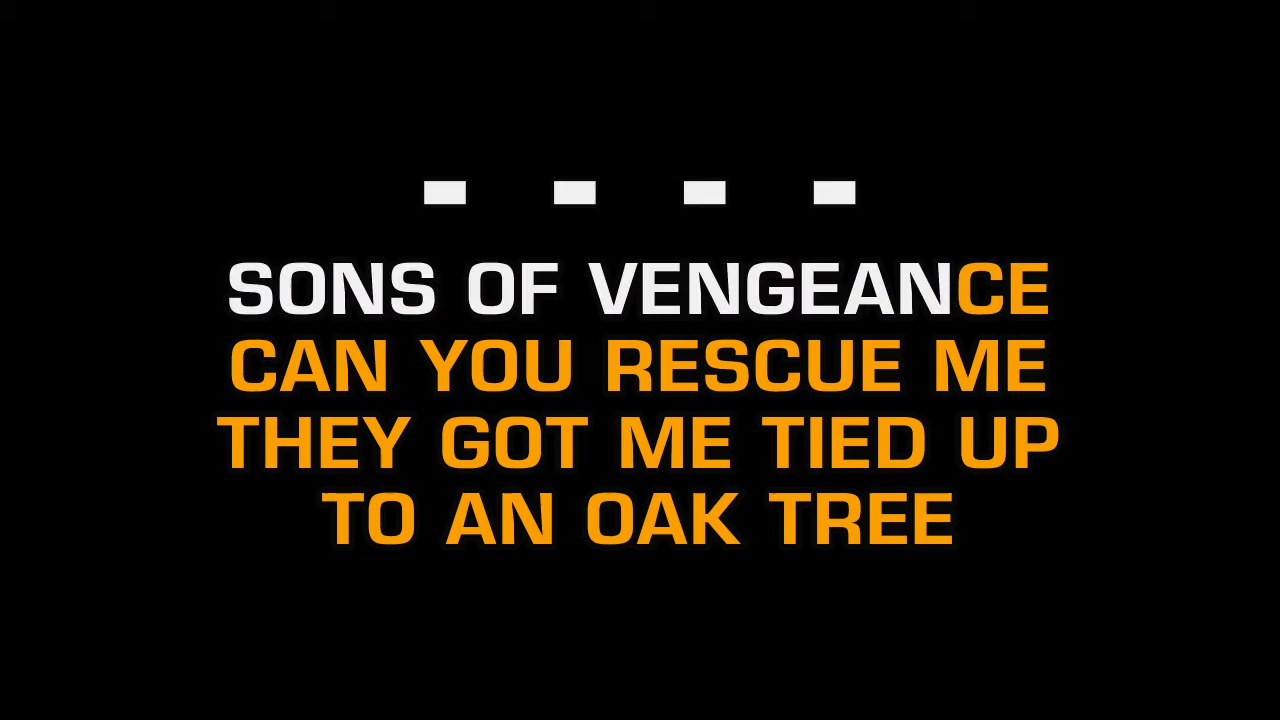 SONS OF VENGEANCE
CAN YOU RESCUE ME
THEY GOT ME TIED UP
TO AN OAK TREE